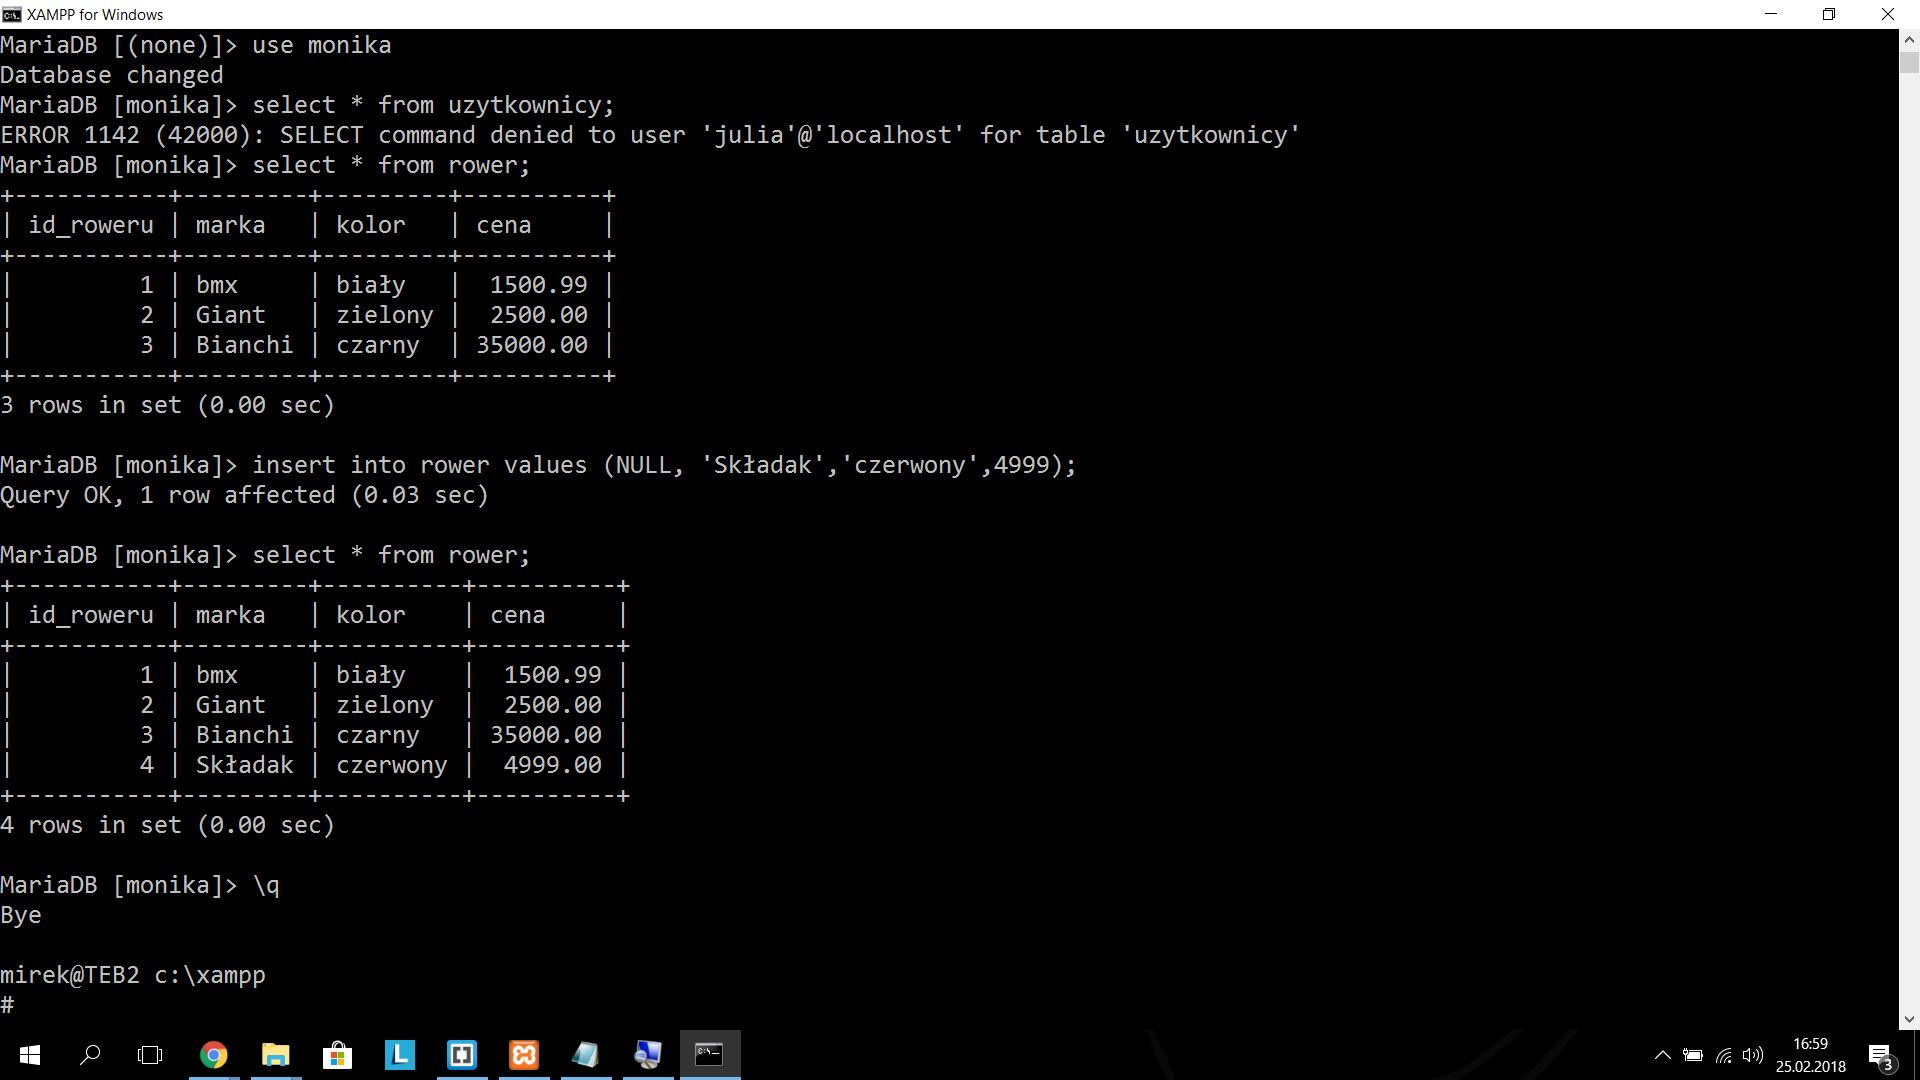 XAMPP for Windows
MariaDB [(none)]> use monika
Database changed
MariaDB [monika]> select * from uzytkownicy;
ERROR 1142 (42000): SELECT command denied to user 'julia'@'localhost' for table 'uzytkownicy'
MariaDB [monika]> select * from rower;
+-----------+---------+---------+----------+
| id_roweru | marka   | kolor   | cena     |
+-----------+---------+---------+----------+
|         1 | bmx     | biały   |  1500.99 |
|         2 | Giant   | zielony |  2500.00 |
|         3 | Bianchi | czarny  | 35000.00 |
+-----------+---------+---------+----------+
3 rows in set (0.00 sec)
MariaDB [monika]> insert into rower values (NULL, 'Składak','czerwony',4999);
Query OK, 1 row affected (0.03 sec)
MariaDB [monika]> select * from rower;
+-----------+---------+----------+----------+
| id_roweru | marka   | kolor    | cena     |
+-----------+---------+----------+----------+
|         1 | bmx     | biały    |  1500.99 |
|         2 | Giant   | zielony  |  2500.00 |
|         3 | Bianchi | czarny   | 35000.00 |
|         4 | Składak | czerwony |  4999.00 |
+-----------+---------+----------+----------+
4 rows in set (0.00 sec)
MariaDB [monika]> \q
Bye
mirek@TEB2 c:\xampp
#
16:59
25.02.2018
3